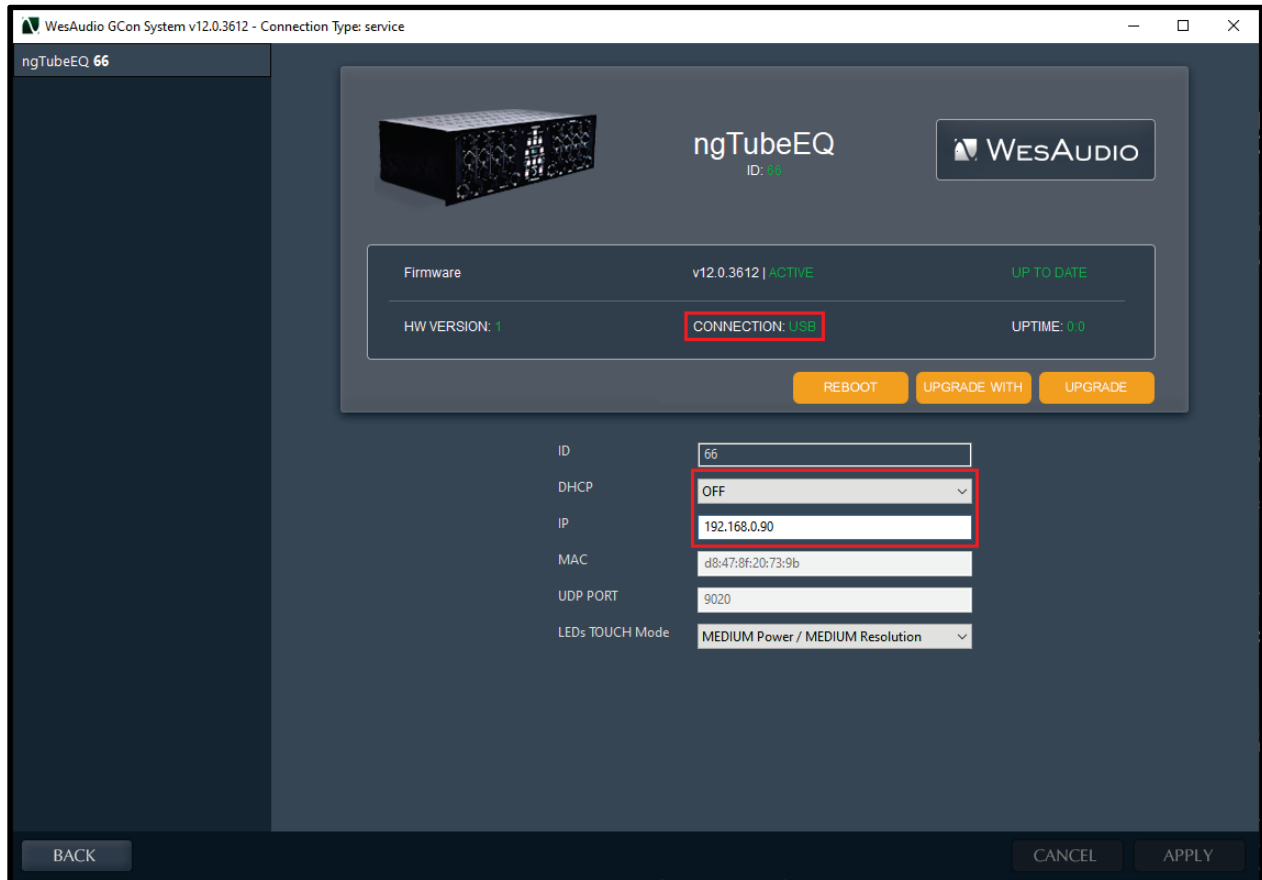 WesAudio GCon System v12.0.3612 - Connection Type: service
ngTubeEQ 66
ngTubeEQ
ID: 66
WESAUDIO
Firmware v12.0.3612 | ACTIVE UP TO DATE
HW VERSION: 1 CONNECTION: USB UPTIME: 0:0
REBOOT UPGRADE WITH UPGRADE
ID 66
DHCP OFF
IP 192.168.0.90
MAC d8:47:8f:20:73:9b
UDP PORT 9020
LEDs TOUCH Mode MEDIUM Power / MEDIUM Resolution
BACK CANCEL APPLY